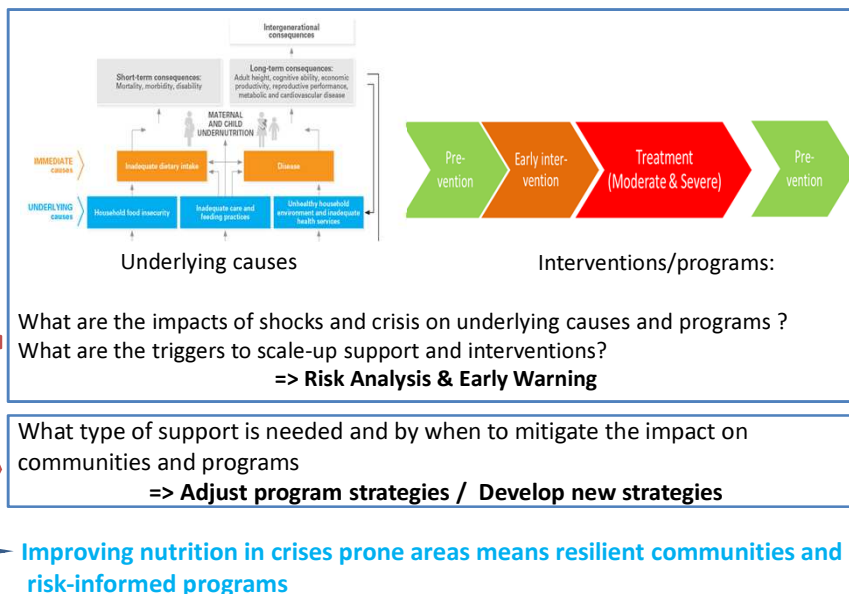 Intergenerational
consequences
Short-term consequences:
Mortality, morbidity, disability
Long-term consequences:
Adult height, cognitive ability, economic
productivity, reproductive performance,
metabolic and cardiovascular disease
MATERNAL
AND CHILD
UNDERNUTRITION
IMMEDIATE
causes
Inadequate dietary intake
Disease
UNDERLYING
causes
Household food insecurity
Inadequate care and
feeding practices
Unhealthy household
environment and inadequate
health services
Pre-
vention
Early inter-
vention
Treatment
(Moderate & Severe)
Pre-
vention
Underlying causes
Interventions/programs:
What are the impacts of shocks and crisis on underlying causes and programs ?
What are the triggers to scale-up support and interventions?
=> Risk Analysis & Early Warning
What type of support is needed and by when to mitigate the impact on
communities and programs
=> Adjust program strategies / Develop new strategies
Improving nutrition in crises prone areas means resilient communities and
risk-informed programs